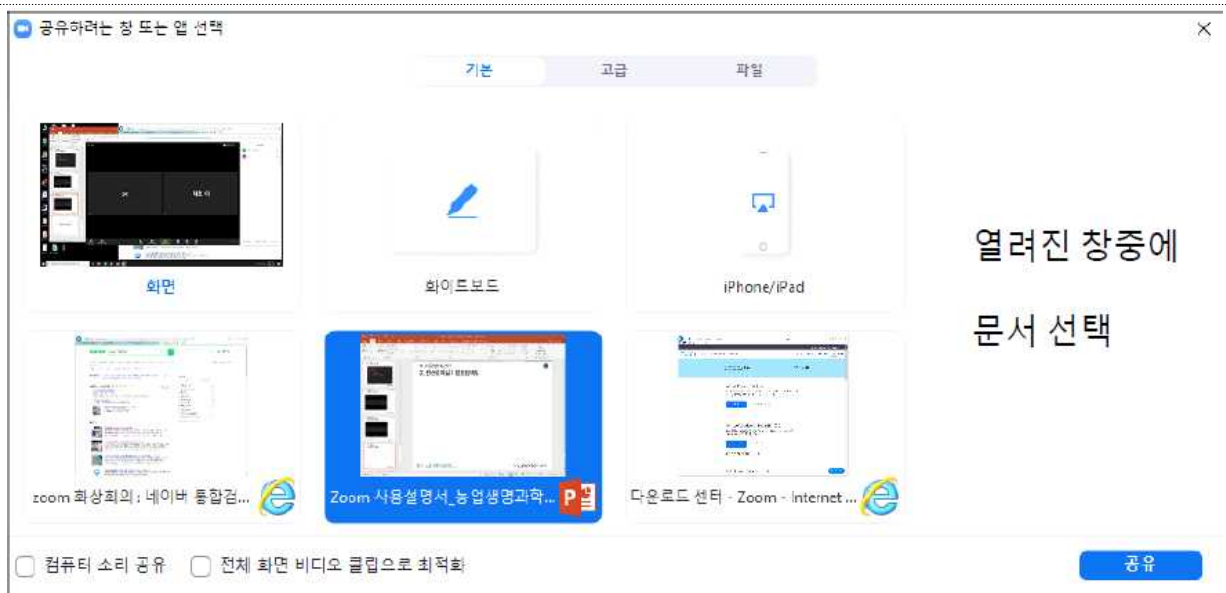 공유하려는 창 또는 앱 선택
기본 고급 파일
화면
화이트보드
iPhone/iPad
열려진 창중에
문서 선택
zoom 화상회의 : 네이버 통합검...
Zoom 사용설명서_농업생명과학...
다운로드 센터 - Zoom - Internet ...
컴퓨터 소리 공유
전체 화면 비디오 클립으로 최적화
공유